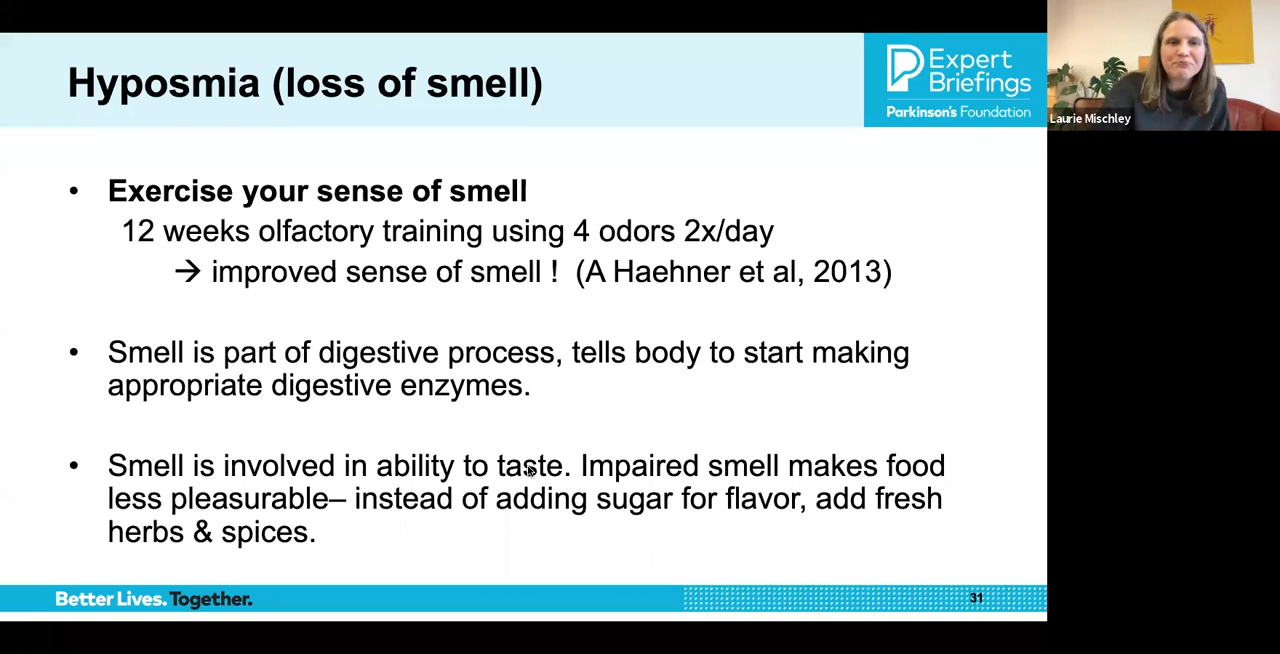 Hyposmia (loss of smell)
Expert
Briefings
Parkinson's Foundation
Laurie Mischley
• Exercise your sense of smell
12 weeks olfactory training using 4 odors 2x/day
→ improved sense of smell ! (A Haehner et al, 2013)
• Smell is part of digestive process, tells body to start making
appropriate digestive enzymes.
• Smell is involved in ability to taste. Impaired smell makes food
less pleasurable– instead of adding sugar for flavor, add fresh
herbs & spices.
Better Lives. Together.
31